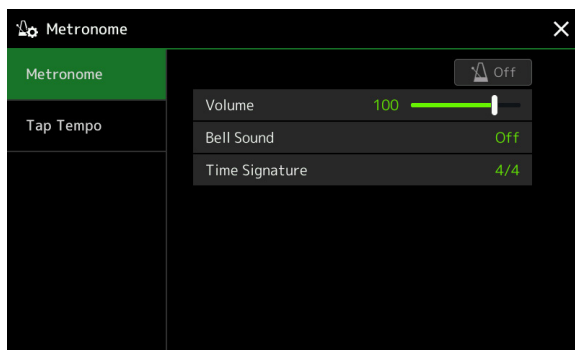 Metronome
Metronome
Off
Volume 100
Tap Tempo
Bell Sound Off
Time Signature 4/4